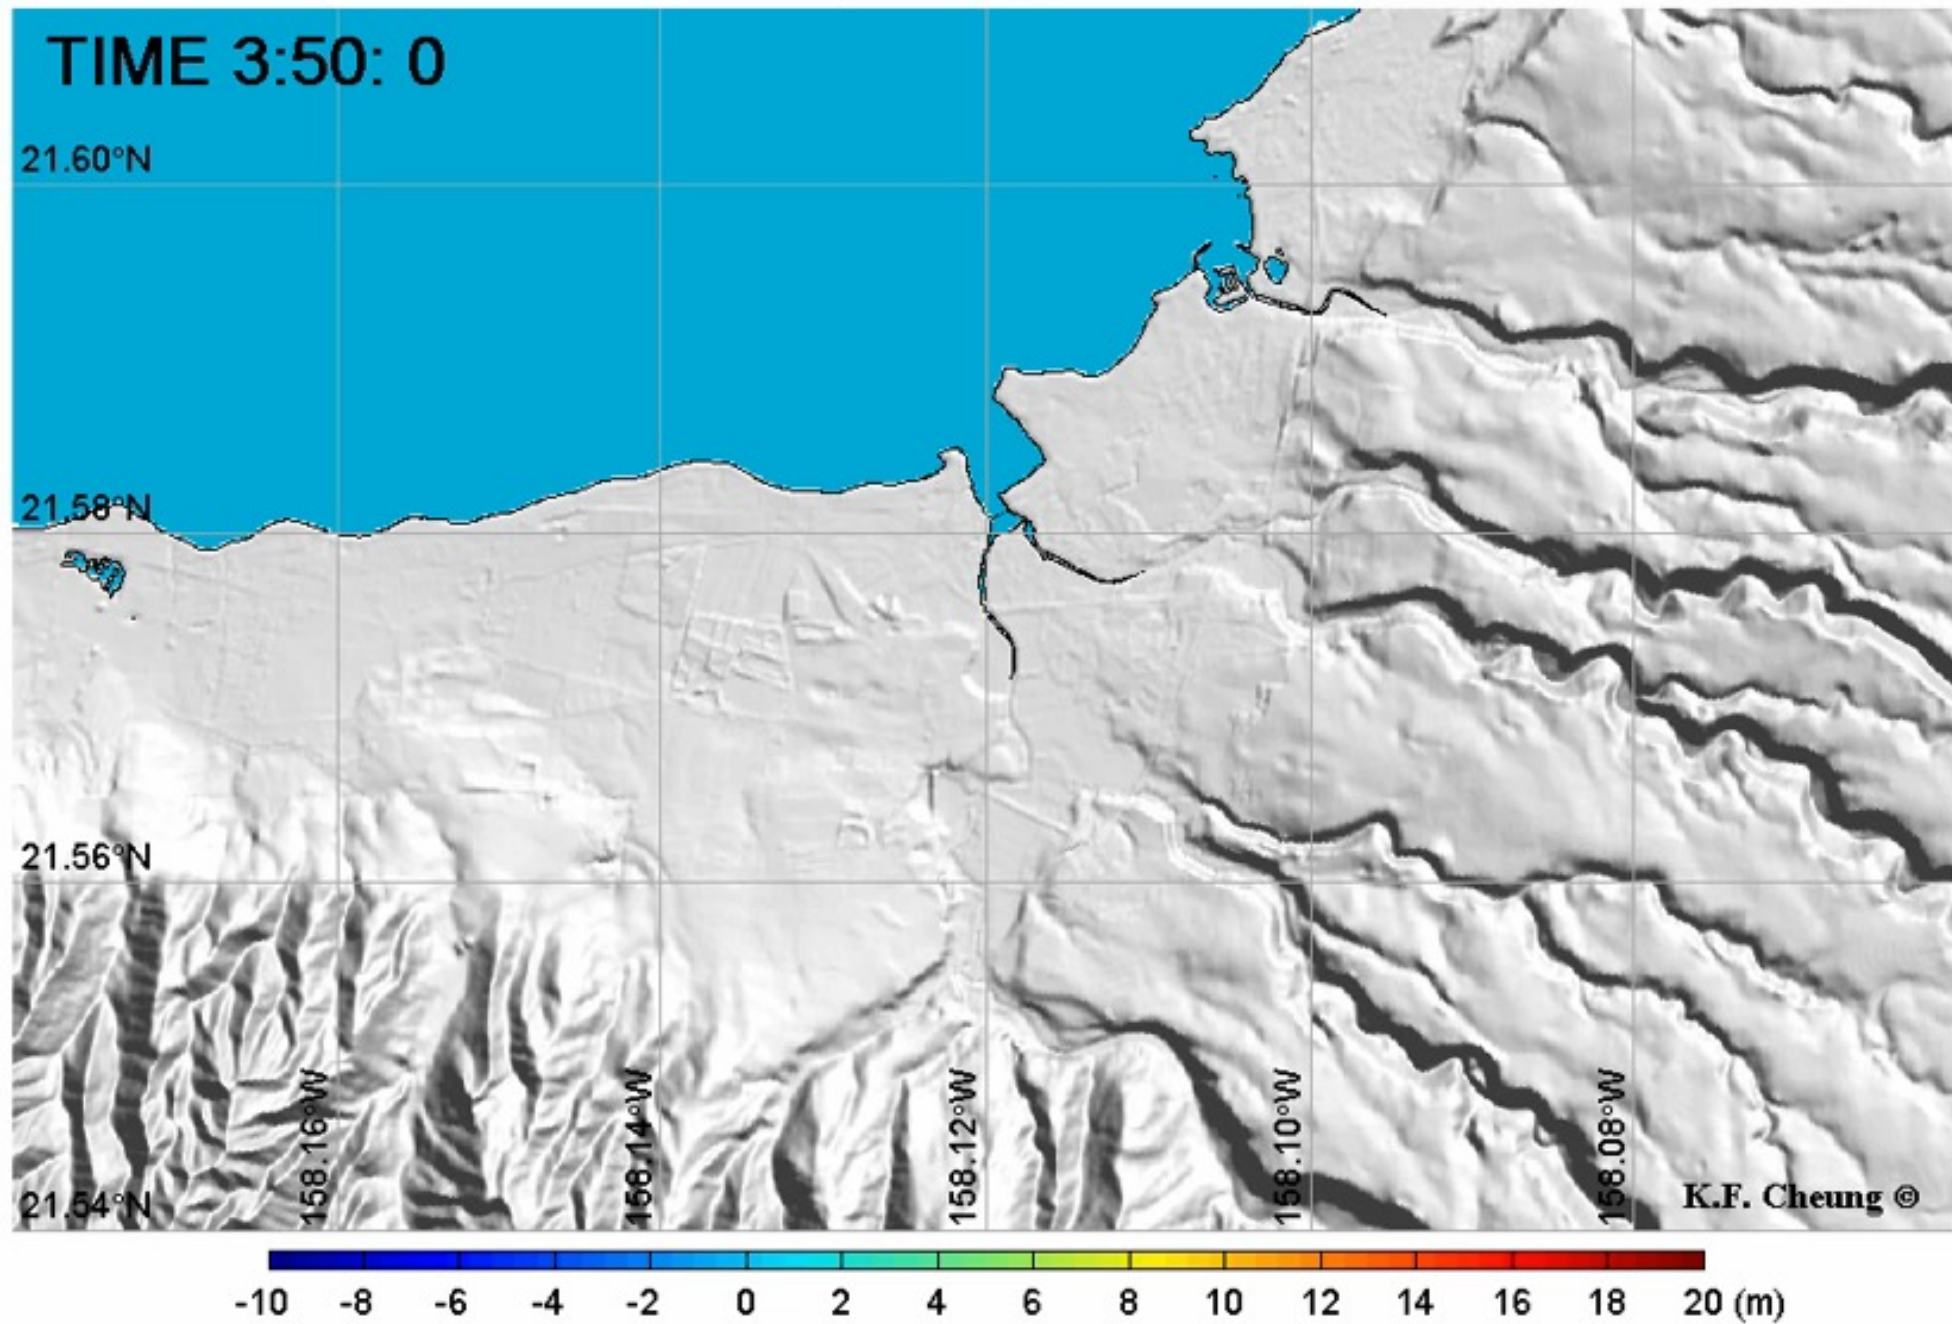 TIME 3:50: 0
21.60°N
21.58°N
21.56°N
21.54°N
158.16°W
158.14°W
158.12°W
158.10°W
158.08°W
K.F. Cheung ©
-10 -8 -6 -4 -2 0 2 4 6 8 10 12 14 16 18 20 (m)